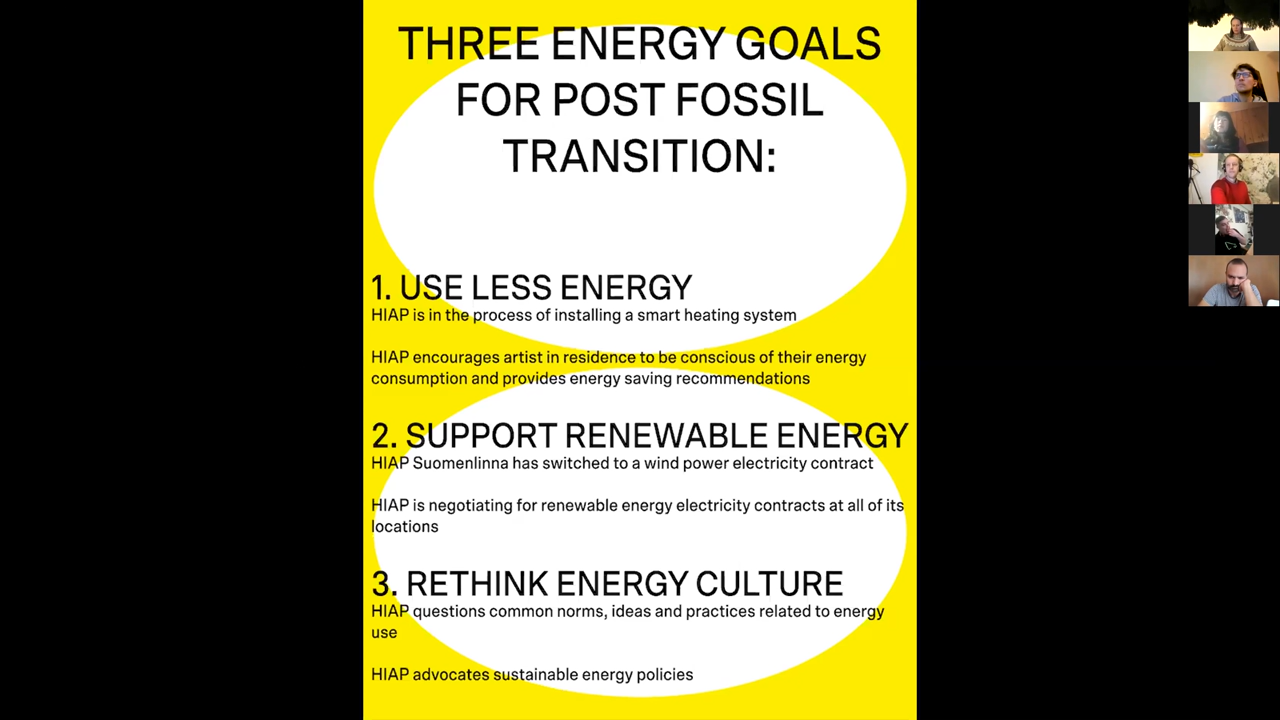 THREE ENERGY GOALS
FOR POST FOSSIL
TRANSITION:
1. USE LESS ENERGY
HIAP is in the process of installing a smart heating system
HIAP encourages artist in residence to be conscious of their energy
consumption and provides energy saving recommendations
2. SUPPORT RENEWABLE ENERGY
HIAP Suomenlinna has switched to a wind power electricity contract
HIAP is negotiating for renewable energy electricity contracts at all of its
locations
3. RETHINK ENERGY CULTURE
HIAP questions common norms, ideas and practices related to energy
use
HIAP advocates sustainable energy policies